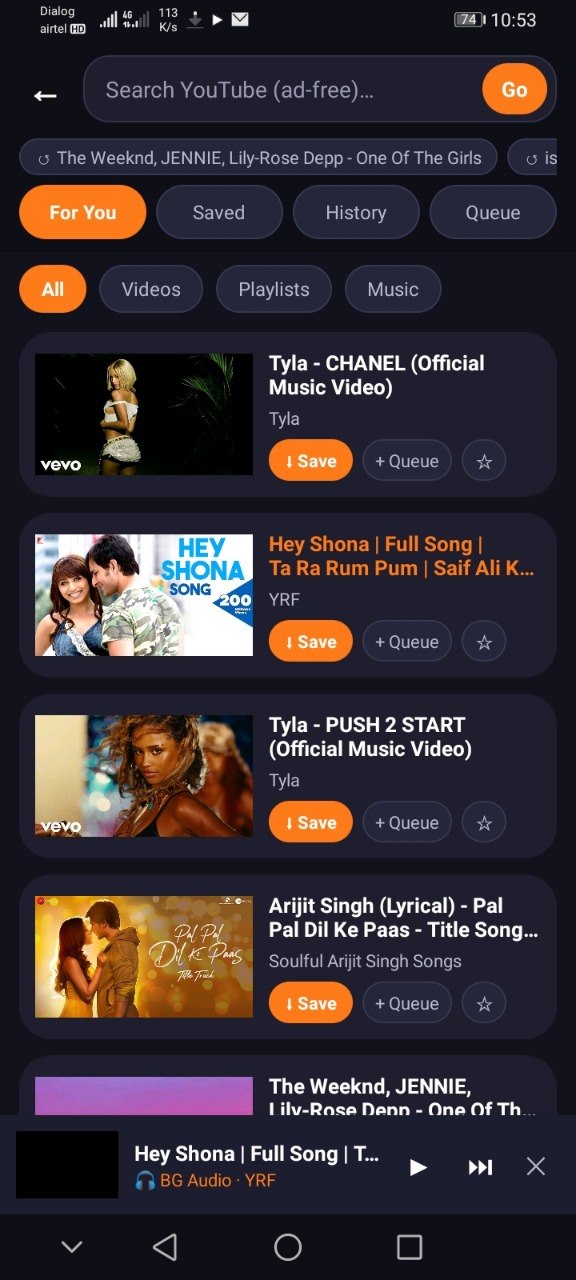 Dialog
airtel HD
4G
113
K/s
74
10:53
Search YouTube (ad-free)...
Go
The Weeknd, JENNIE, Lily-Rose Depp - One Of The Girls
is
For You
Saved
History
Queue
All
Videos
Playlists
Music
vevo
Tyla - CHANEL (Official
Music Video)
Tyla
Save
+ Queue
HEY
SHONA
SONG
200
Hey Shona | Full Song |
Ta Ra Rum Pum | Saif Ali K...
YRF
Save
+ Queue
vevo
Tyla - PUSH 2 START
(Official Music Video)
Tyla
Save
+ Queue
Pal Pal
Dil Ke Paas
Title Track
Arijit Singh (Lyrical) - Pal
Pal Dil Ke Paas - Title Song...
Soulful Arijit Singh Songs
Save
+ Queue
The Weeknd, JENNIE,
Lily-Rose Depp - One Of Th...
Hey Shona | Full Song | T...
BG Audio · YRF